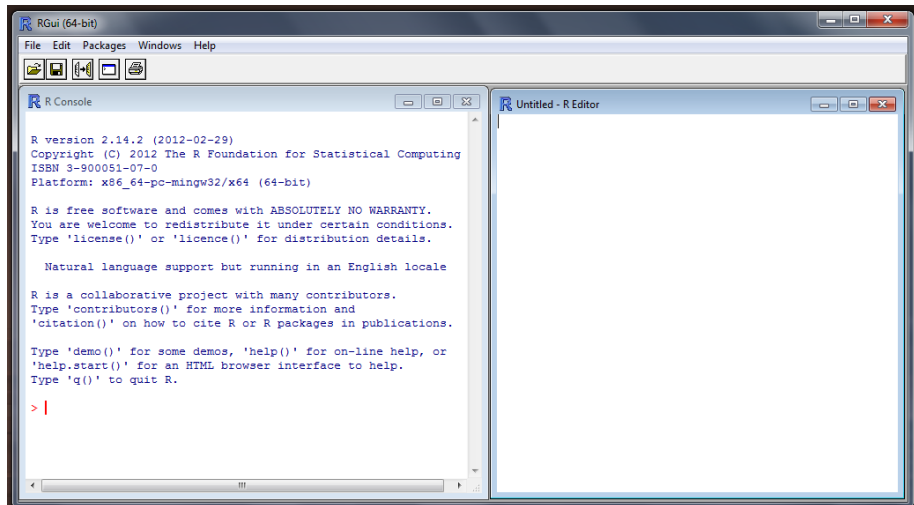 RGui (64-bit)
File Edit Packages Windows Help
R Console
R version 2.14.2 (2012-02-29)
Copyright (C) 2012 The R Foundation for Statistical Computing
ISBN 3-900051-07-0
Platform: x86_64-pc-mingw32/x64 (64-bit)
R is free software and comes with ABSOLUTELY NO WARRANTY.
You are welcome to redistribute it under certain conditions.
Type 'license()' or 'licence()' for distribution details.
Natural language support but running in an English locale
R is a collaborative project with many contributors.
Type 'contributors()' for more information and
'citation()' on how to cite R or R packages in publications.
Type 'demo()' for some demos, 'help()' for on-line help, or
'help.start()' for an HTML browser interface to help.
Type 'q()' to quit R.
>
Untitled - R Editor